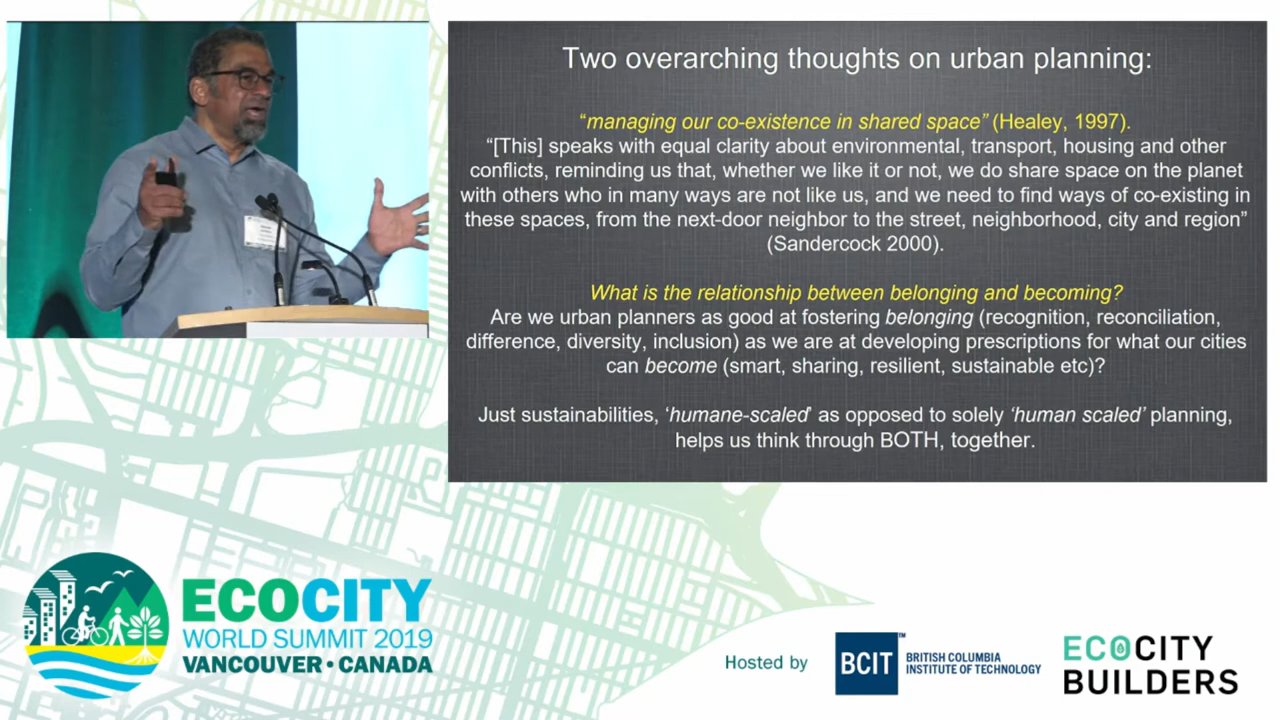 Two overarching thoughts on urban planning:
“managing our co-existence in shared space” (Healey, 1997).
“[This] speaks with equal clarity about environmental, transport, housing and other
conflicts, reminding us that, whether we like it or not, we do share space on the planet
with others who in many ways are not like us, and we need to find ways of co-existing in
these spaces, from the next-door neighbor to the street, neighborhood, city and region”
(Sandercock 2000).
What is the relationship between belonging and becoming?
Are we urban planners as good at fostering belonging (recognition, reconciliation,
difference, diversity, inclusion) as we are at developing prescriptions for what our cities
can become (smart, sharing, resilient, sustainable etc)?
Just sustainabilities, ‘humane-scaled’ as opposed to solely ‘human scaled’ planning,
helps us think through BOTH, together.
ECOCITY
WORLD SUMMIT 2019
VANCOUVER • CANADA
Hosted by
BCIT™
BRITISH COLUMBIA
INSTITUTE OF TECHNOLOGY
ECOCITY
BUILDERS